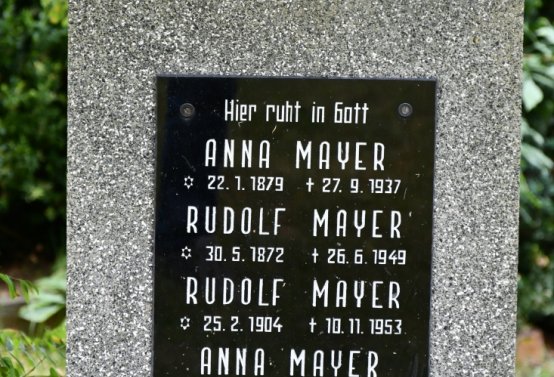 Hier ruht in Gott
ANNA MAYER
✡ 22.1.1879 ✝ 27.9.1937
RUDOLF MAYER
✡ 30.5.1872 ✝ 26.6.1949
RUDOLF MAYER
✡ 25.2.1904 ✝ 10.11.1953
ANNA MAYER